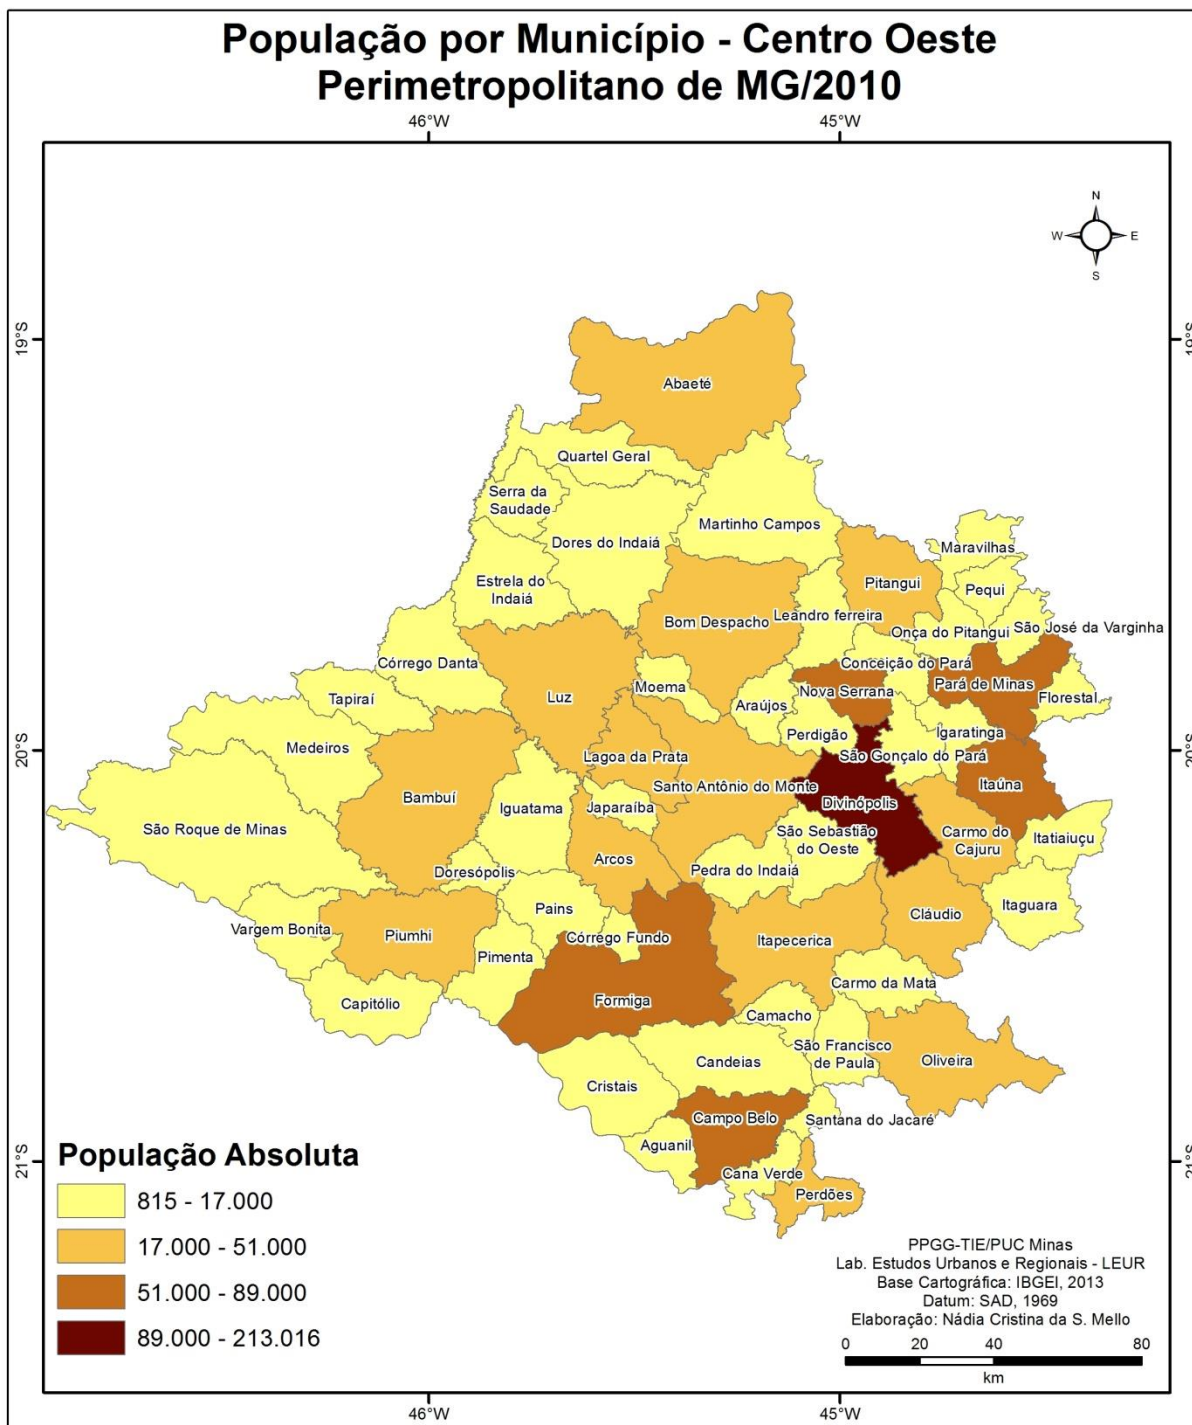 População por Município - Centro Oeste
Perimetropolitano de MG/2010
46°W
45°W
N
W
E
S
19°S
19°S
Abaeté
Quartel Geral
Serra da
Saudade
Martinho Campos
Dores do Indaiá
Maravilhas
Estrela do
Indaiá
Pitangui
Pequi
Bom Despacho
Leandro ferreira
Onça do Pitangui
São José da Varginha
Córrego Danta
Conceição do Pará
Moema
Nova Serrana
Pará de Minas
Tapiraí
Luz
Araújos
Florestal
Perdigão
Igaratinga
Medeiros
20°S
20°S
Lagoa da Prata
São Gonçalo do Pará
Santo Antônio do Monte
Itaúna
Bambuí
Iguatama
Japaraíba
Divinópolis
São Roque de Minas
São Sebastião
do Oeste
Carmo do
Cajuru
Itatiaiuçu
Arcos
Doresópolis
Pedra do Indaiá
Itaguara
Pains
Cláudio
Vargem Bonita
Piumhi
Córrego Fundo
Itapecerica
Pimenta
Carmo da Mata
Capitólio
Formiga
Camacho
São Francisco
de Paula
Candeias
Oliveira
Cristais
Campo Belo
Santana do Jacaré
Aguanil
Cana Verde
Perdões
21°S
21°S
População Absoluta
815 - 17.000
17.000 - 51.000
51.000 - 89.000
89.000 - 213.016
PPGG-TIE/PUC Minas
Lab. Estudos Urbanos e Regionais - LEUR
Base Cartográfica: IBGEI, 2013
Datum: SAD, 1969
Elaboração: Nádia Cristina da S. Mello
0 20 40 80
km
46°W
45°W